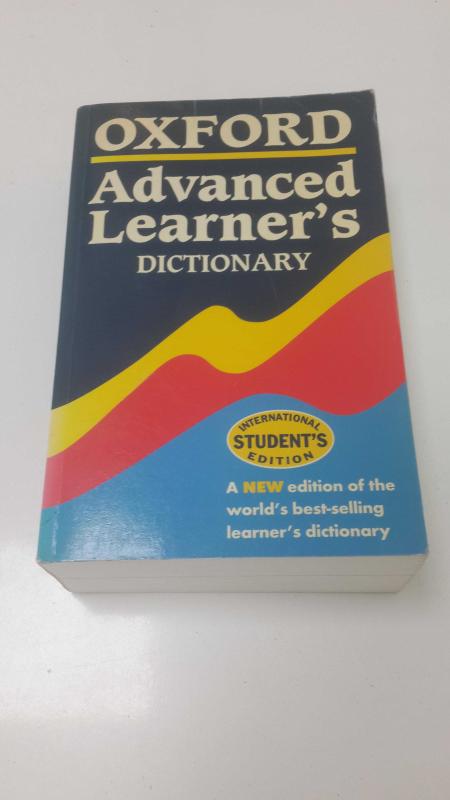 OXFORD
Advanced
Learner's
DICTIONARY
INTERNATIONAL
STUDENT'S
EDITION
A NEW edition of the
world's best-selling
learner's dictionary